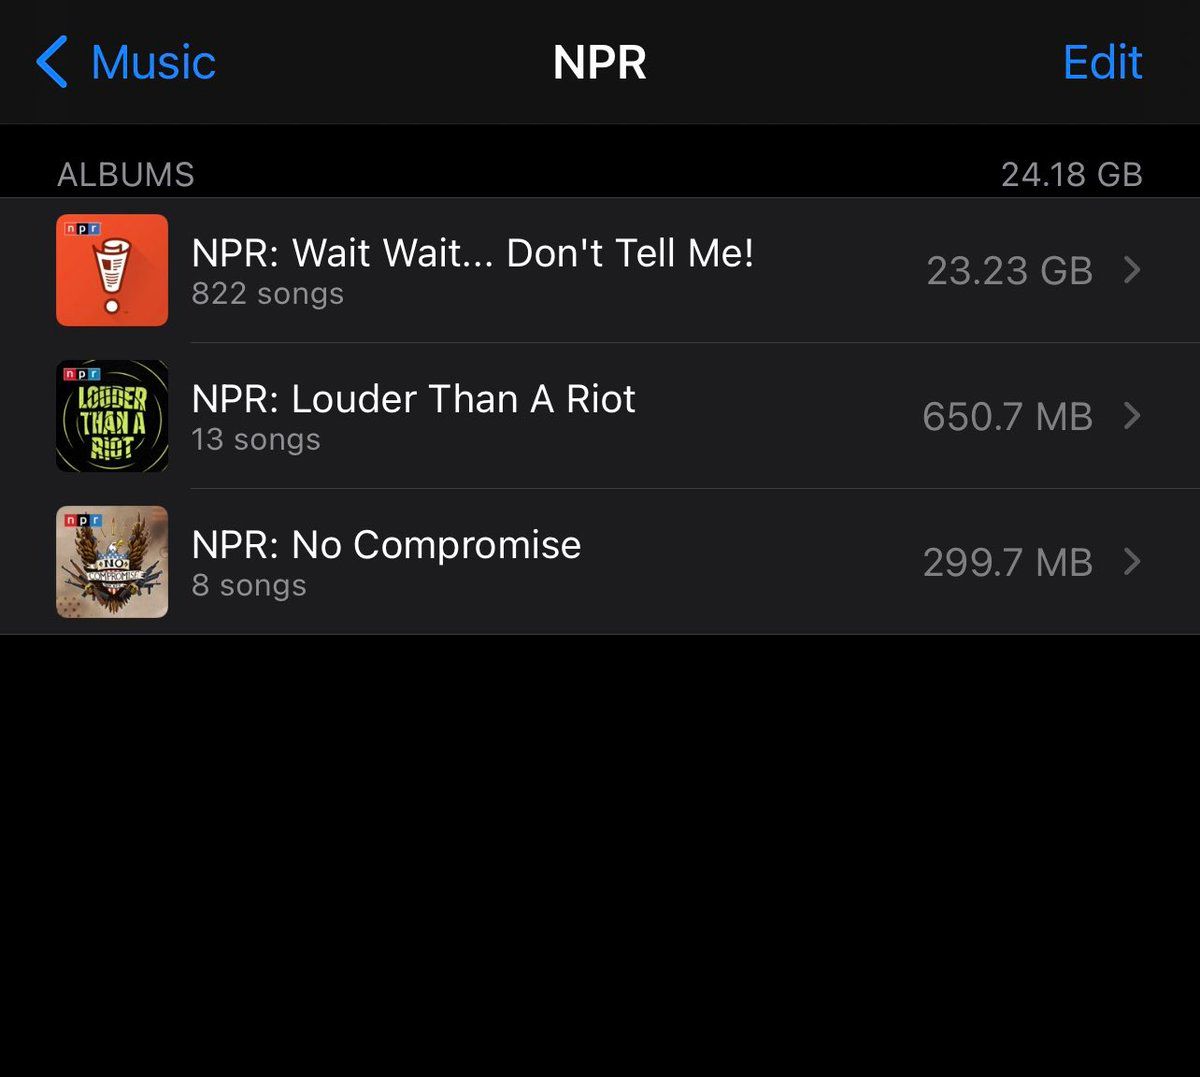 Music
NPR
Edit
ALBUMS
24.18 GB
npr
NPR: Wait Wait... Don't Tell Me!
822 songs
23.23 GB
npr
LOUDER
THAN A
RIOT
NPR: Louder Than A Riot
13 songs
650.7 MB
npr
NO
COMPROMISE
NPR: No Compromise
8 songs
299.7 MB